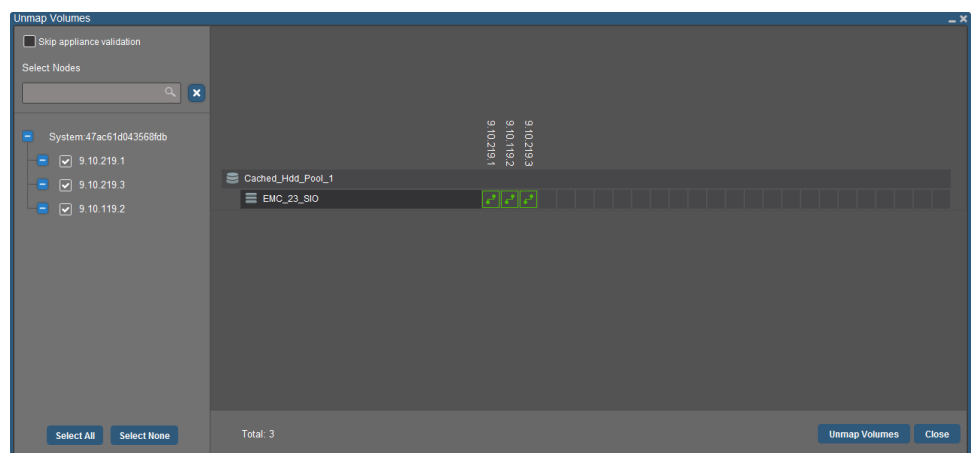 Unmap Volumes
Skip appliance validation
Select Nodes
System:47ac61d043568fdb
9.10.219.1
9.10.219.3
9.10.119.2
9.10.219.1
9.10.119.2
9.10.219.3
Cached_Hdd_Pool_1
EMC_23_SIO
Select All Select None
Total: 3
Unmap Volumes Close